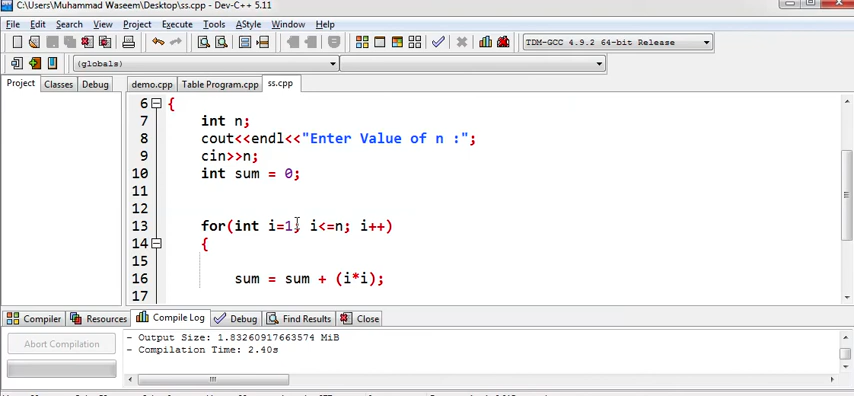 C:\Users\Muhammad Waseem\Desktop\ss.cpp - Dev-C++ 5.11
File Edit Search View Project Execute Tools AStyle Window Help
TDM-GCC 4.9.2 64-bit Release
(globals)
Project Classes Debug demo.cpp Table Program.cpp ss.cpp
6 {
7 int n;
8 cout<<endl<<"Enter Value of n :";
9 cin>>n;
10 int sum = 0;
11
12
13 for(int i=1; i<=n; i++)
14 {
15
16 sum = sum + (i*i);
17
Compiler Resources Compile Log Debug Find Results Close
Abort Compilation
- Output Size: 1.83260917663574 MiB
- Compilation Time: 2.40s